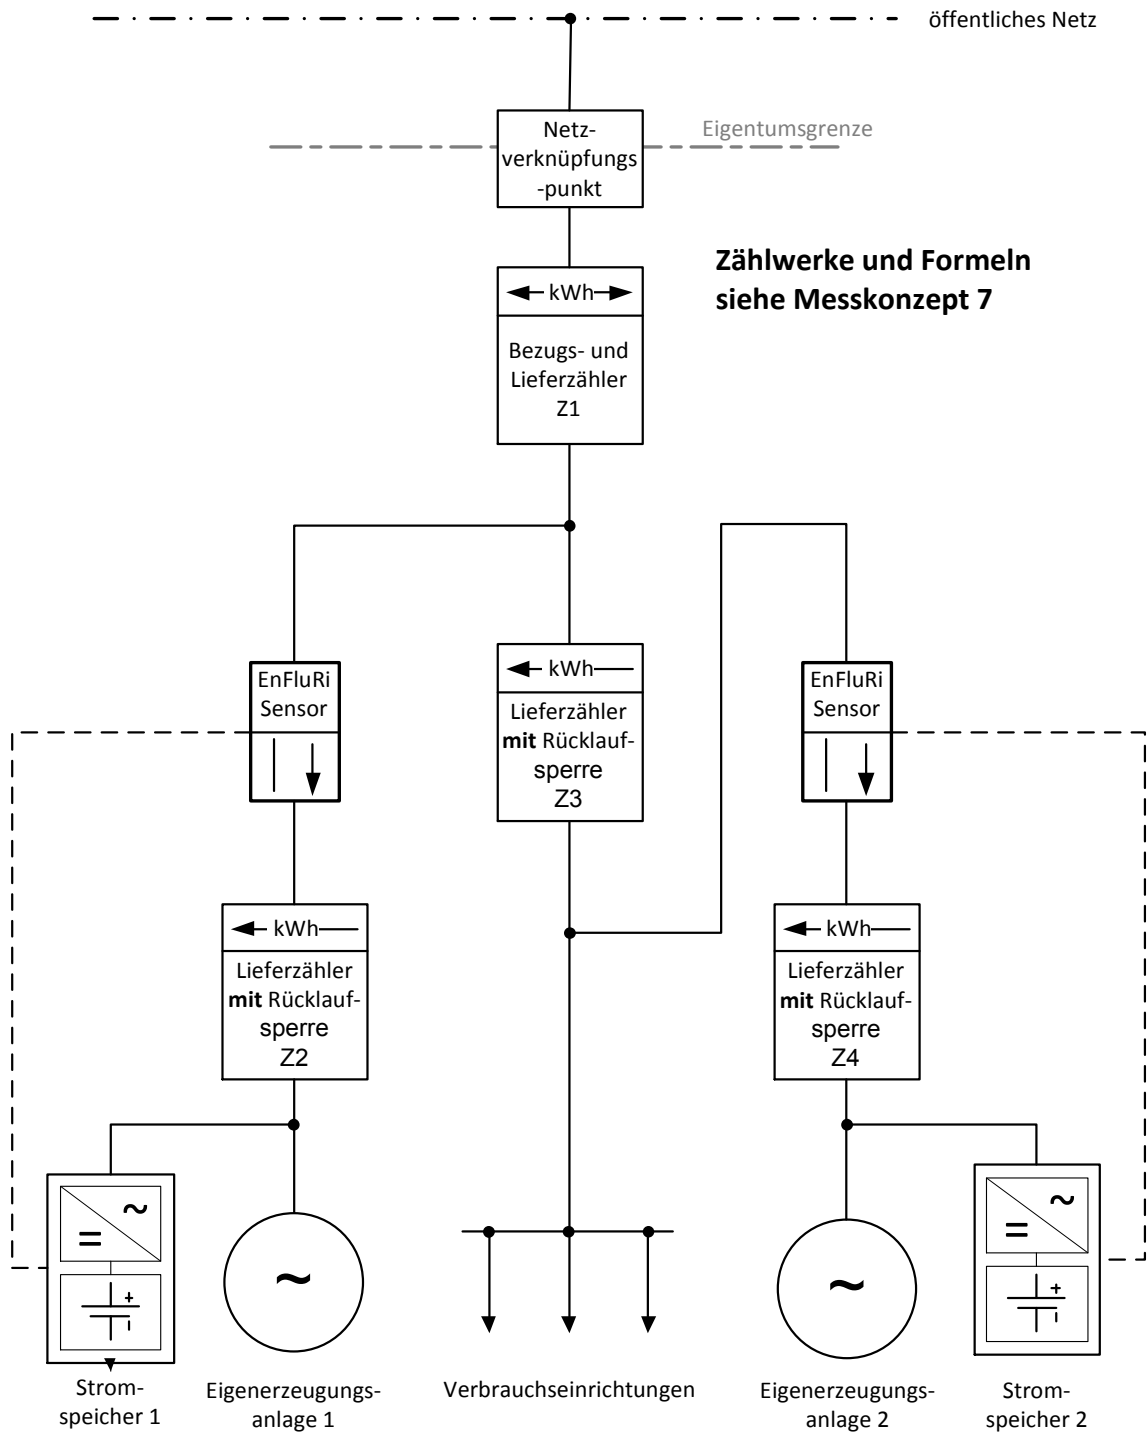 öffentliches Netz
Netz-
verknüpfungs
-punkt
Eigentumsgrenze
Zählwerke und Formeln
siehe Messkonzept 7
kWh
Bezugs- und
Lieferzähler
Z1
EnFluRi
Sensor
kWh
Lieferzähler
mit Rücklauf-
sperre
Z3
EnFluRi
Sensor
kWh
Lieferzähler
mit Rücklauf-
sperre
Z2
kWh
Lieferzähler
mit Rücklauf-
sperre
Z4
Strom-
speicher 1
Eigenerzeugungs-
anlage 1
Verbrauchseinrichtungen
Eigenerzeugungs-
anlage 2
Strom-
speicher 2